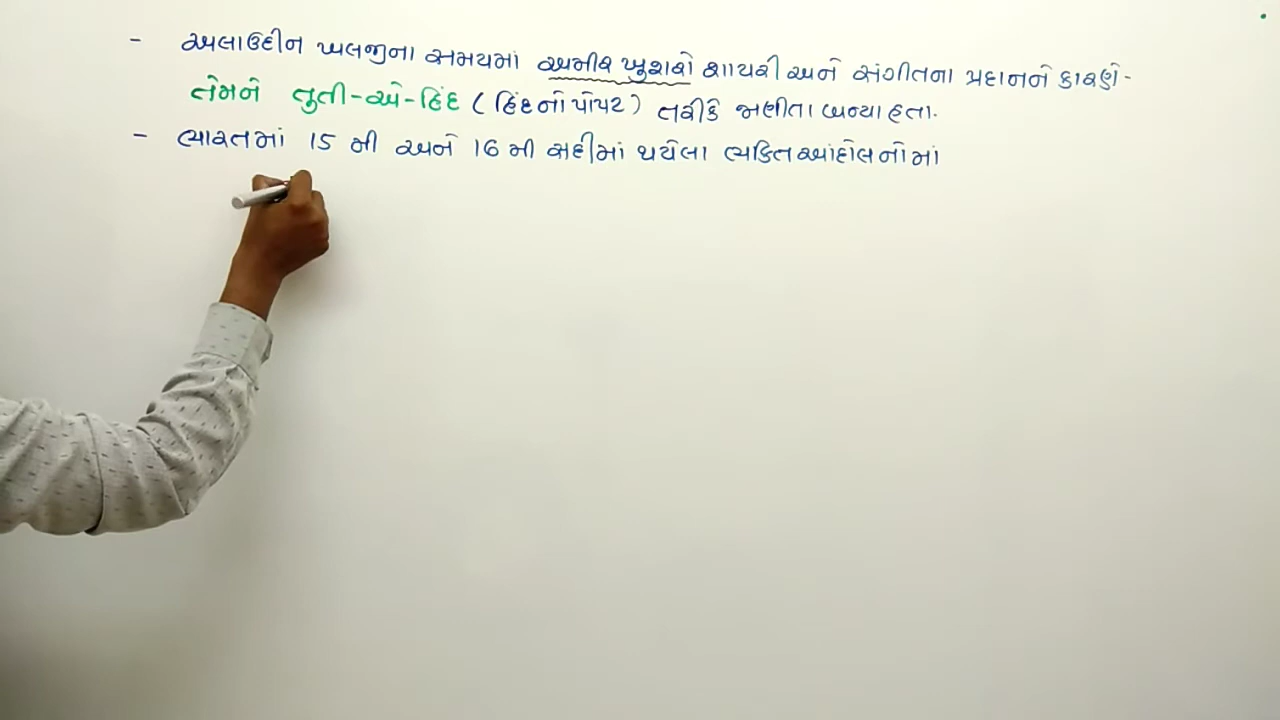 - અલાઉદ્દીન ખલજીના સમયમાં અમીર ખુશરો શાયરી અને સંગીતના પ્રદાનને કારણે -
તેમને તૂતી-એ-હિંદ (હિંદનો પોપટ) તરીકે જાણીતા બન્યા હતા.
- ભારતમાં 15 મી અને 16 મી સદીમાં થયેલા ભક્તિઆંદોલનોમાં